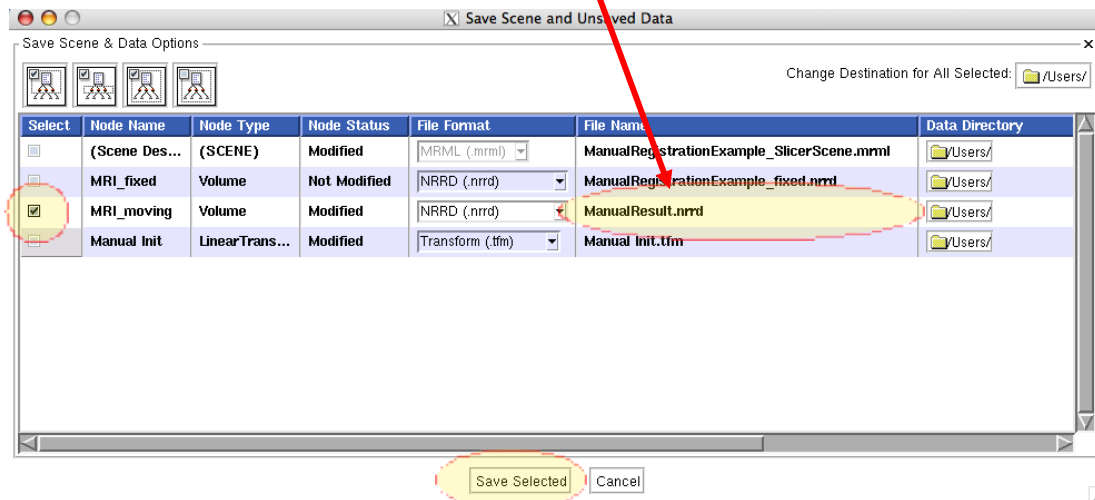 Save Scene and Unsaved Data
Save Scene & Data Options
Change Destination for All Selected: /Users/
Select Node Name Node Type Node Status File Format File Name Data Directory
(Scene Des... (SCENE) Modified MRML (.mrml) ManualRegistrationExample_SlicerScene.mrml /Users/
MRI_fixed Volume Not Modified NRRD (.nrrd) ManualRegistrationExample_fixed.nrrd /Users/
MRI_moving Volume Modified NRRD (.nrrd) ManualResult.nrrd /Users/
Manual Init LinearTrans... Modified Transform (.tfm) Manual Init.tfm /Users/
Save Selected Cancel